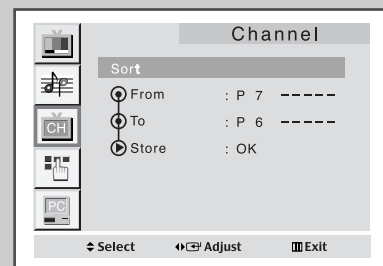 Channel
Sort
From : P 7 -----
To : P 6 -----
Store : OK
CH
PC
Select Adjust Exit